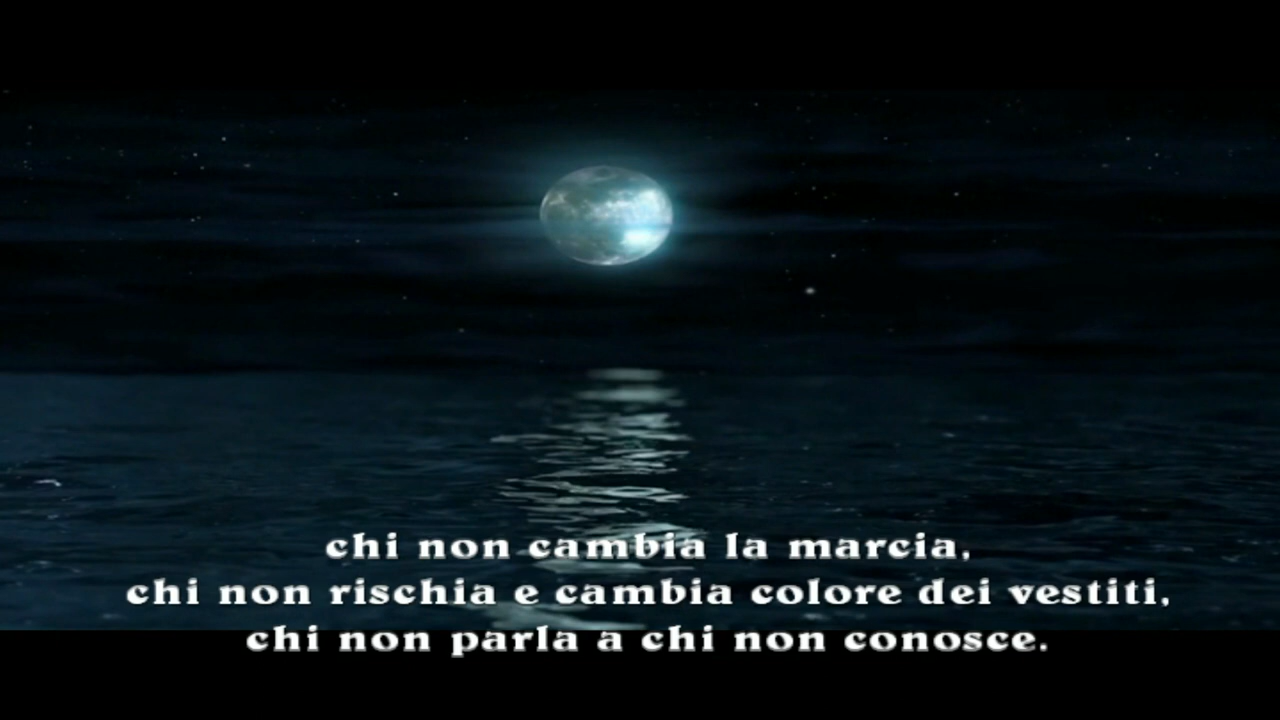 chi non cambia la marcia,
chi non rischia e cambia colore dei vestiti,
chi non parla a chi non conosce.